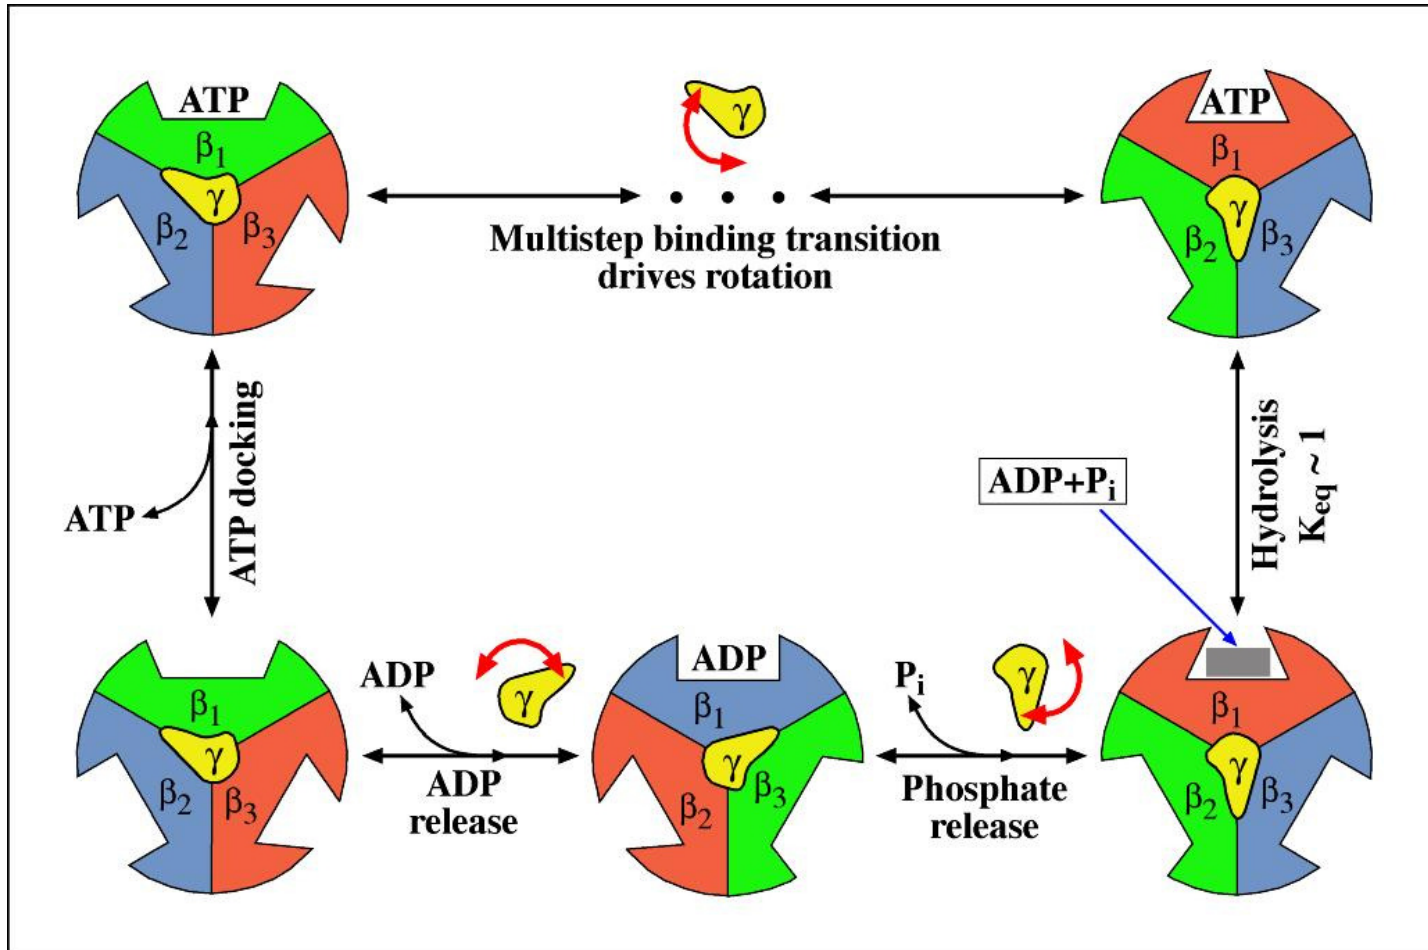 ATP
β₁
γ
β₂
β₃
γ
Multistep binding transition
drives rotation
ATP
β₁
γ
β₂
β₃
ATP
ATP docking
ADP+Pᵢ
Hydrolysis
Kₑq ~ 1
β₁
γ
β₂
β₃
ADP
γ
ADP
release
ADP
β₁
γ
β₂
β₃
Pᵢ
γ
Phosphate
release
β₁
γ
β₂
β₃